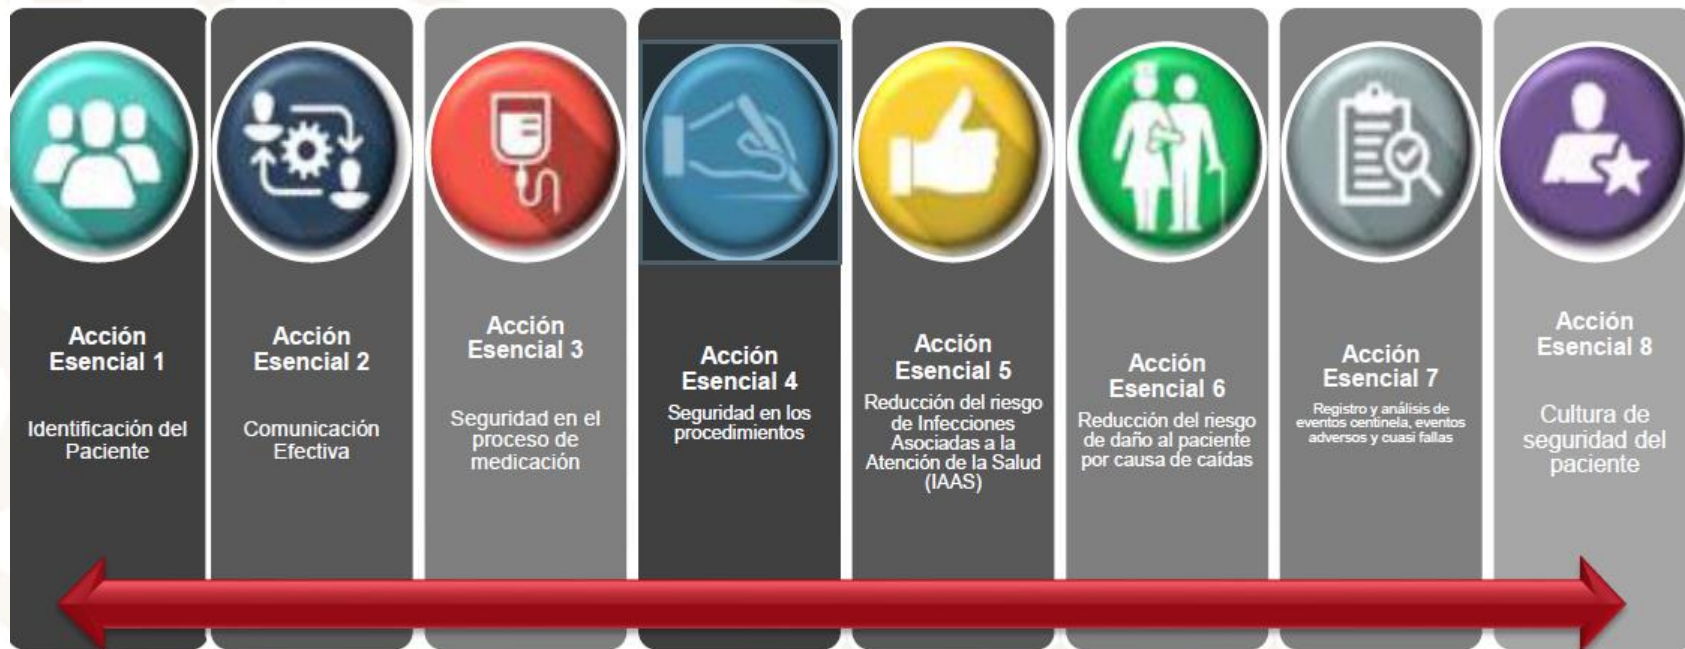 Acción
Esencial 1
Identificación del
Paciente
Acción
Esencial 2
Comunicación
Efectiva
Acción
Esencial 3
Seguridad en el
proceso de
medicación
Acción
Esencial 4
Seguridad en los
procedimientos
Acción
Esencial 5
Reducción del riesgo
de Infecciones
Asociadas a la
Atención de la Salud
(IAAS)
Acción
Esencial 6
Reducción del riesgo
de daño al paciente
por causa de caídas
Acción
Esencial 7
Registro y análisis de
eventos centinela, eventos
adversos y cuasi fallas
Acción
Esencial 8
Cultura de
seguridad del
paciente